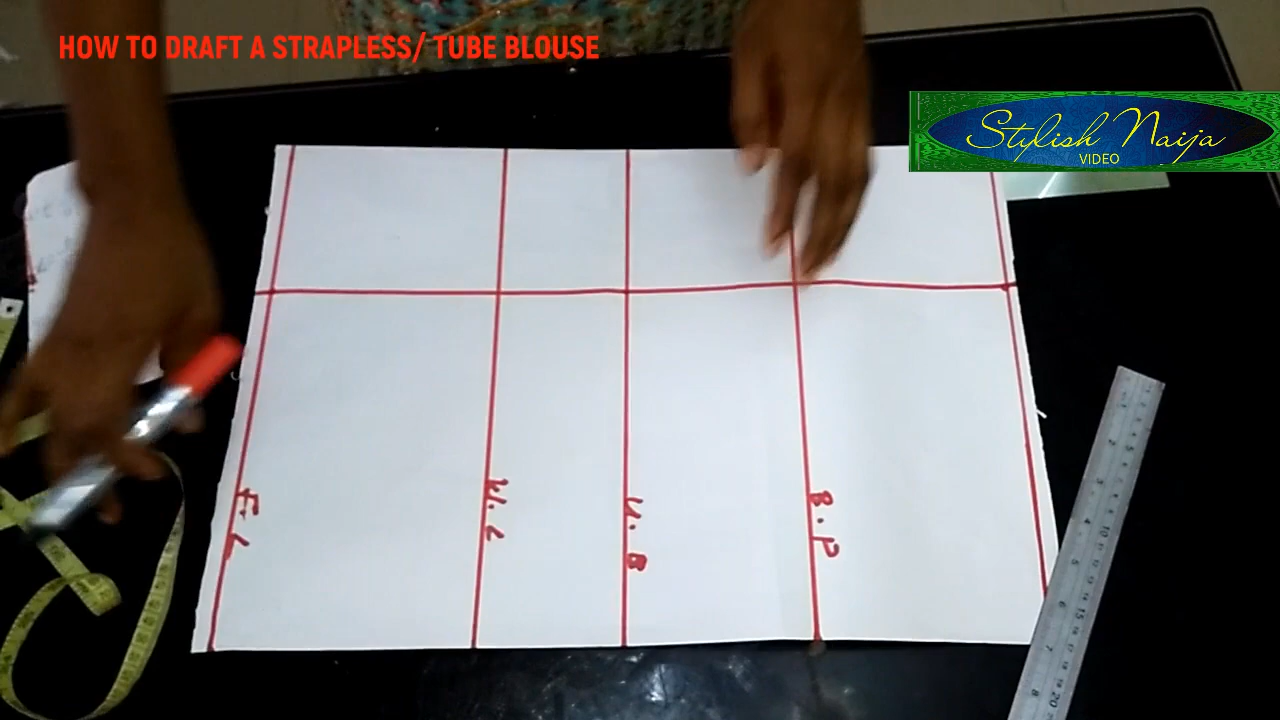 HOW TO DRAFT A STRAPLESS/ TUBE BLOUSE
Stylish Naija
VIDEO
F. L
W. L
U. B
B. P